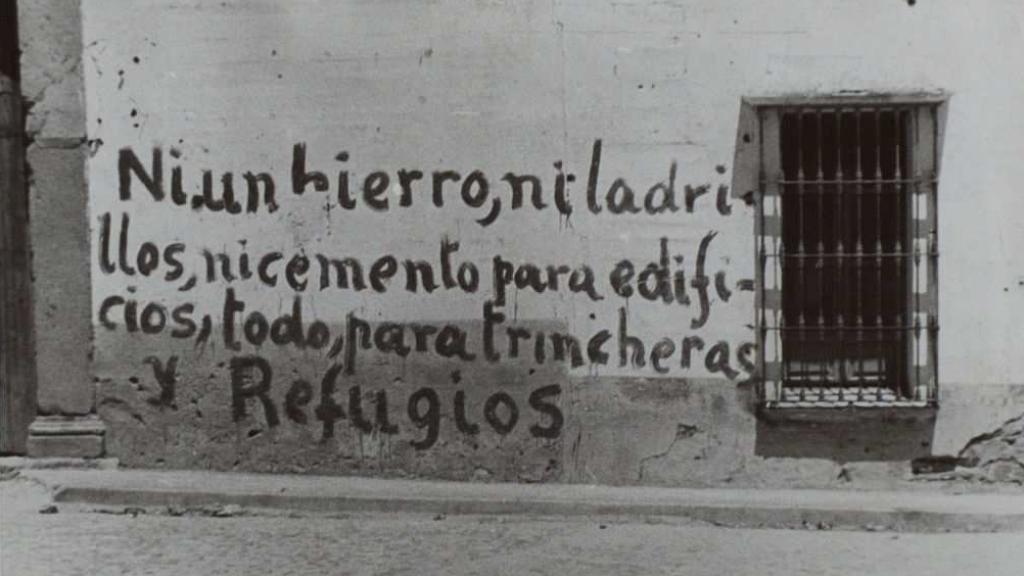 Ni un hierro, ni ladri-
llos, ni cemento para edifi-
cios, todo, para trincheras
y Refugios